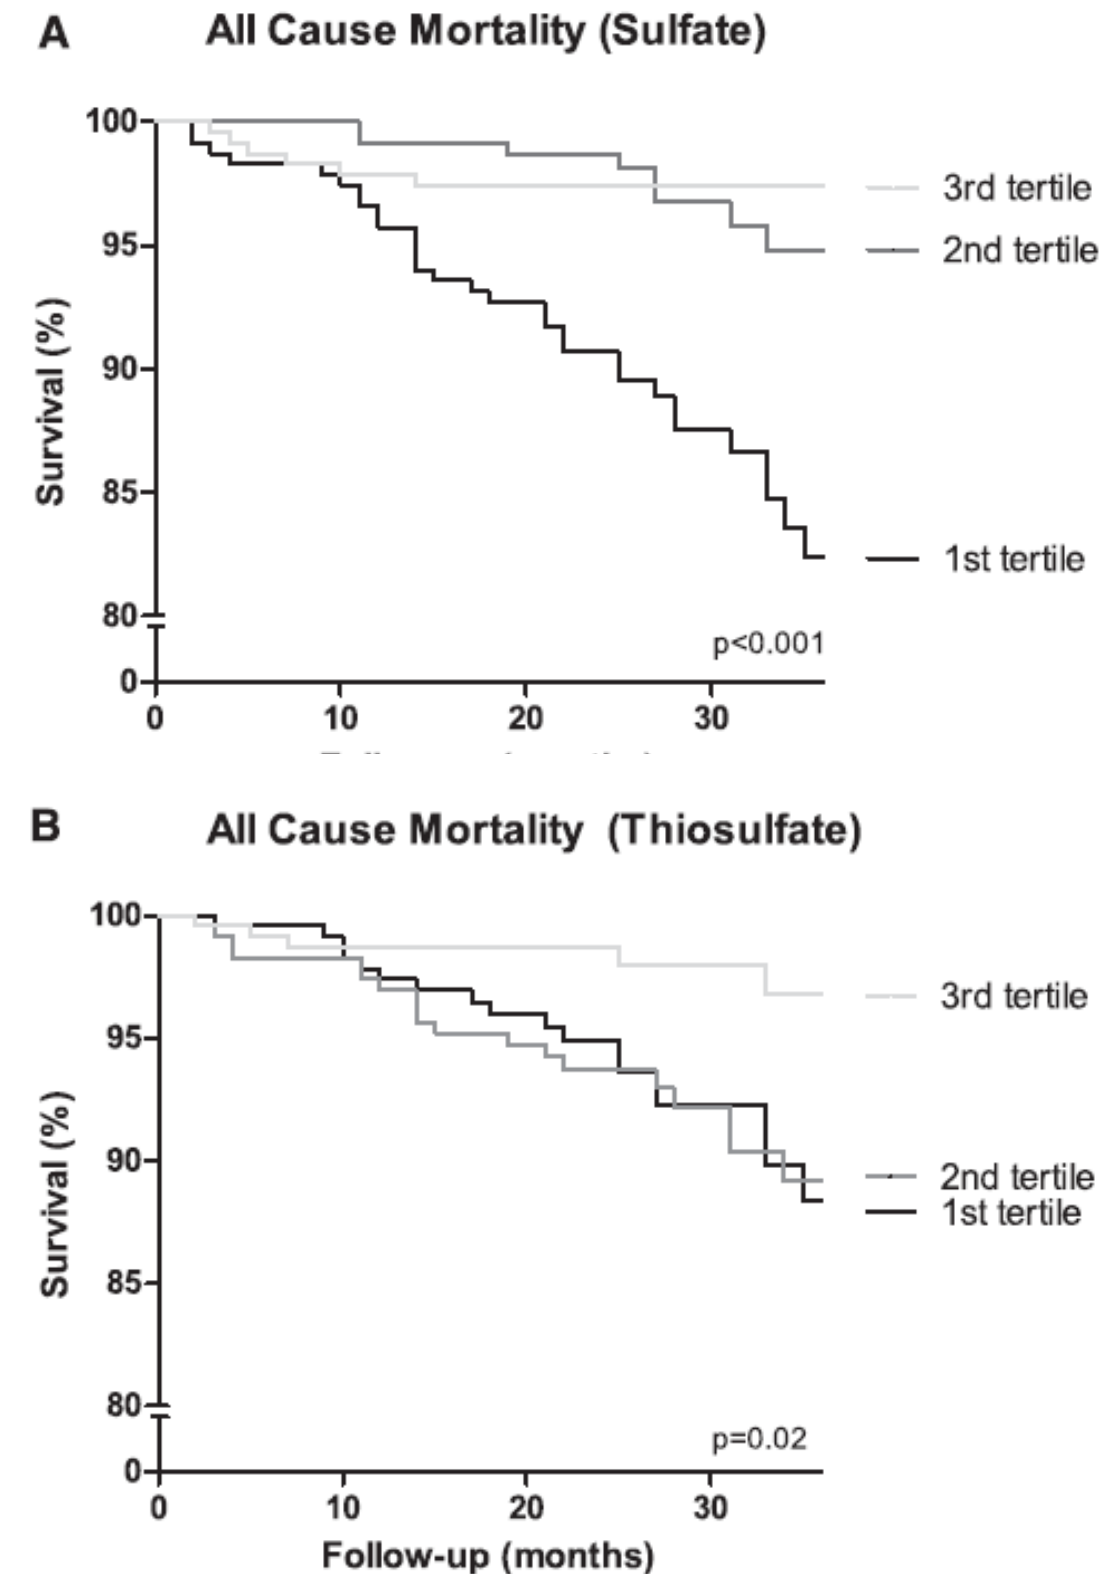 A All Cause Mortality (Sulfate)
100
95
90
85
80
0
Survival (%)
3rd tertile
2nd tertile
1st tertile
p<0.001
0 10 20 30
B All Cause Mortality (Thiosulfate)
100
95
90
85
80
0
Survival (%)
3rd tertile
2nd tertile
1st tertile
p=0.02
0 10 20 30
Follow-up (months)